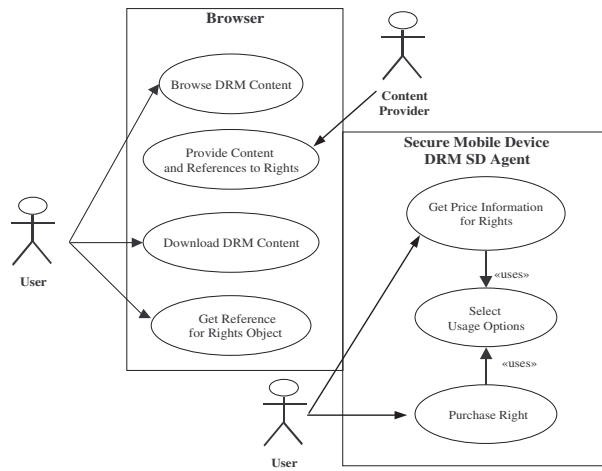 Browser
Browse DRM Content
Content
Provider
Provide Content
and References to Rights
Secure Mobile Device
DRM SD Agent
Get Price Information
for Rights
User
Download DRM Content
«uses»
Get Reference
for Rights Object
Select
Usage Options
«uses»
Purchase Right
User